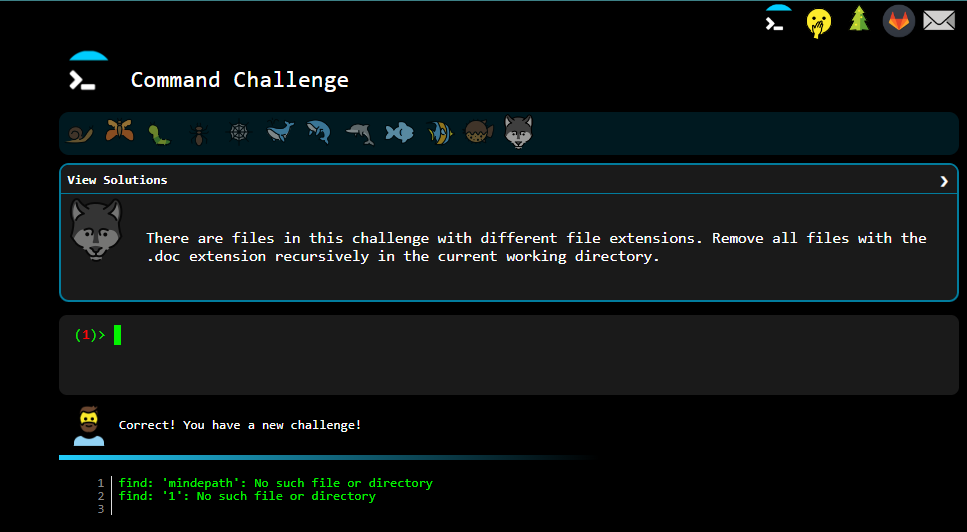 Command Challenge
View Solutions
There are files in this challenge with different file extensions. Remove all files with the
.doc extension recursively in the current working directory.
(1)>
Correct! You have a new challenge!
1 find: 'mindepath': No such file or directory
2 find: '1': No such file or directory
3